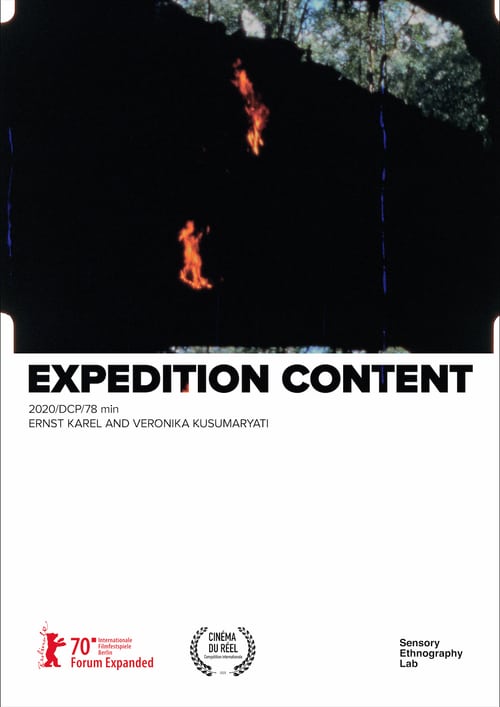 EXPEDITION CONTENT
2020/DCP/78 min
ERNST KAREL AND VERONIKA KUSUMARYATI
70
Internationale
Filmfestspiele
Berlin
Forum Expanded
CINÉMA
DU RÉEL
Compétition internationale
2020
Sensory
Ethnography
Lab